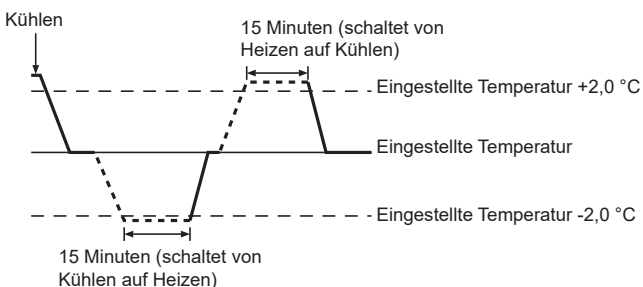 Kühlen
15 Minuten (schaltet von
Heizen auf Kühlen)
Eingestellte Temperatur +2,0 °C
Eingestellte Temperatur
Eingestellte Temperatur -2,0 °C
15 Minuten (schaltet von
Kühlen auf Heizen)